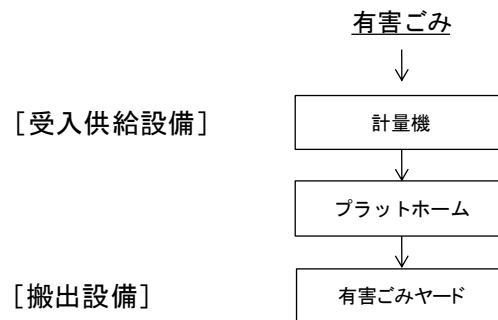 有害ごみ
［受入供給設備］
計量機
プラットホーム
［搬出設備］
有害ごみヤード